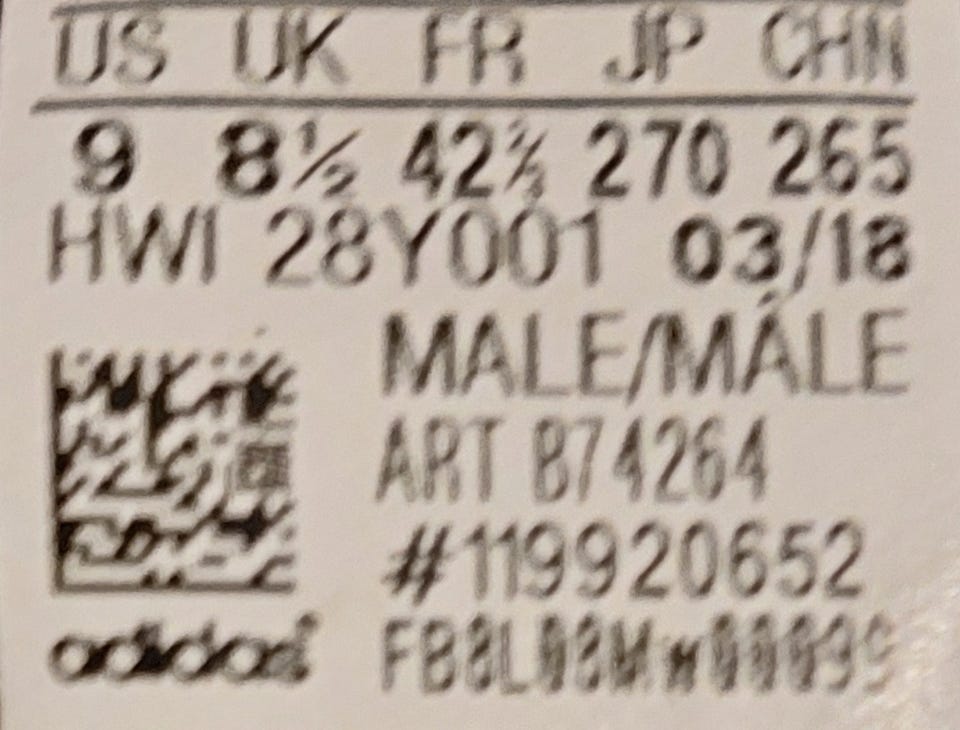 US UK FR JP CHN
9 8½ 42⅔ 270 265
HWI 28Y001 03/18
MALE/MÂLE
ART B74264
#119920652
adidas